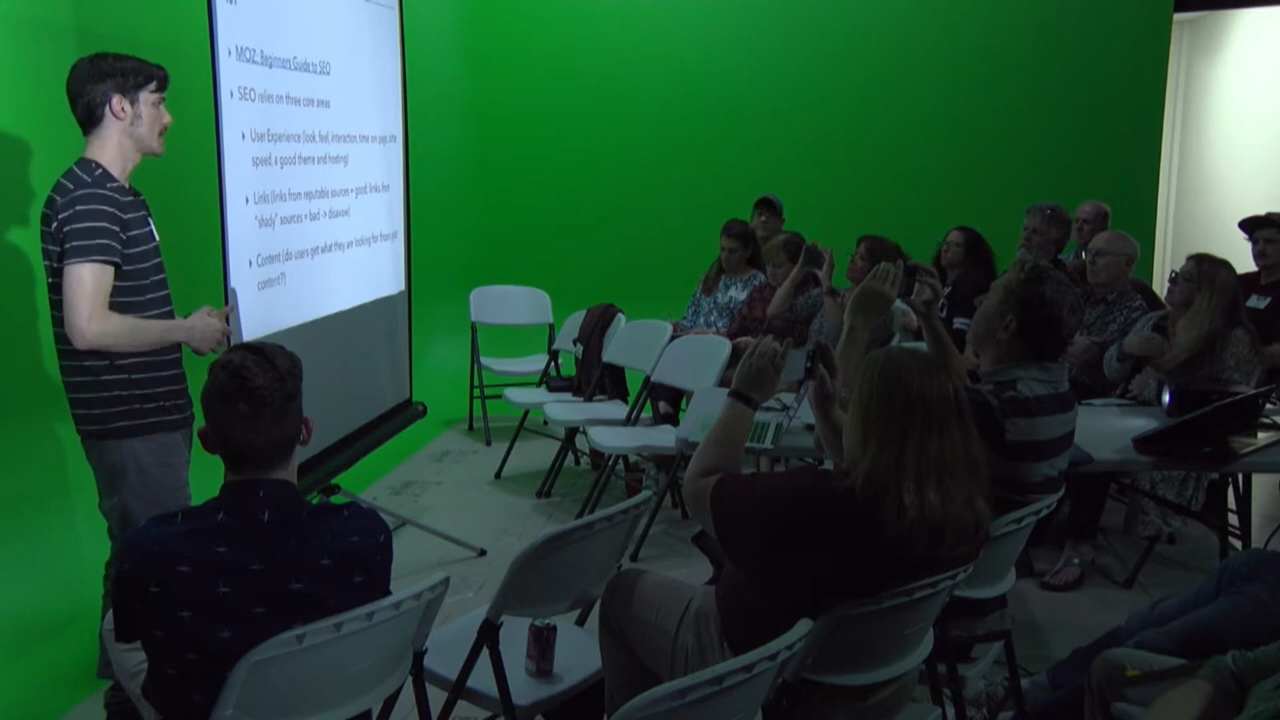 MOZ: Beginners Guide to SEO
SEO relies on three core areas
User Experience (look, feel, interaction, time on page, site
speed, a good theme and hosting)
Links (links from reputable sources = good; links from
"shady" sources = bad -> disavow)
Content (do users get what they are looking for from your
content?)